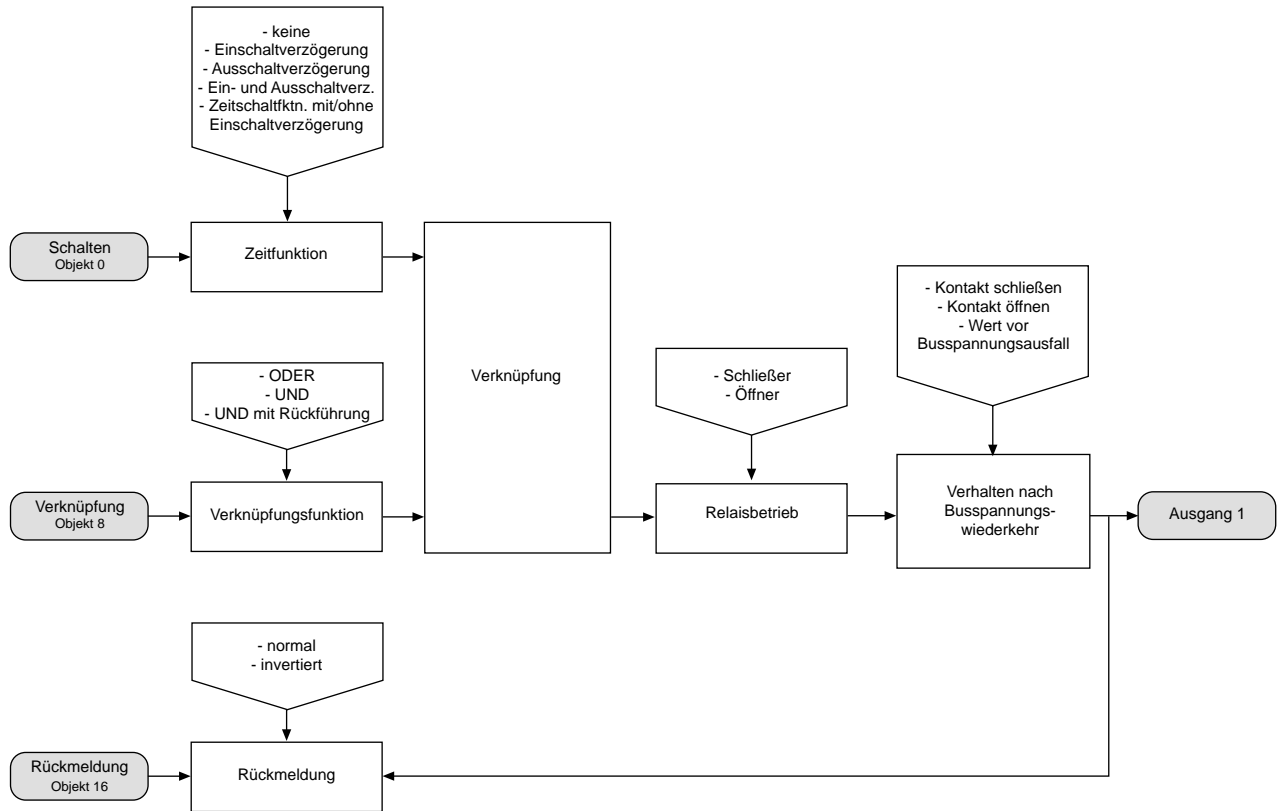 - keine
- Einschaltverzögerung
- Ausschaltverzögerung
- Ein- und Ausschaltverz.
- Zeitschaltfktn. mit/ohne
Einschaltverzögerung
Schalten
Objekt 0
Zeitfunktion
- Kontakt schließen
- Kontakt öffnen
- Wert vor
Busspannungsausfall
- ODER
- UND
- UND mit Rückführung
Verknüpfung
- Schließer
- Öffner
Verknüpfung
Objekt 8
Verknüpfungsfunktion
Relaisbetrieb
Verhalten nach
Busspannungs-
wiederkehr
Ausgang 1
- normal
- invertiert
Rückmeldung
Objekt 16
Rückmeldung